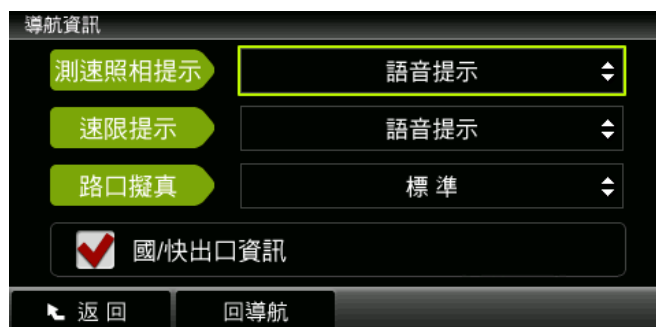 導航資訊
測速照相提示 語音提示
速限提示 語音提示
路口擬真 標準
國/快出口資訊
返回 回導航